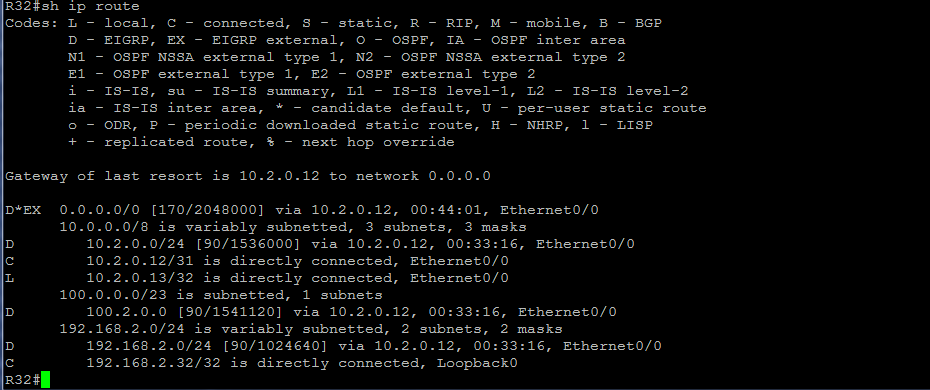 R32#sh ip route
Codes: L - local, C - connected, S - static, R - RIP, M - mobile, B - BGP
D - EIGRP, EX - EIGRP external, O - OSPF, IA - OSPF inter area
N1 - OSPF NSSA external type 1, N2 - OSPF NSSA external type 2
E1 - OSPF external type 1, E2 - OSPF external type 2
i - IS-IS, su - IS-IS summary, L1 - IS-IS level-1, L2 - IS-IS level-2
ia - IS-IS inter area, * - candidate default, U - per-user static route
o - ODR, P - periodic downloaded static route, H - NHRP, l - LISP
+ - replicated route, % - next hop override
Gateway of last resort is 10.2.0.12 to network 0.0.0.0
D*EX 0.0.0.0/0 [170/2048000] via 10.2.0.12, 00:44:01, Ethernet0/0
10.0.0.0/8 is variably subnetted, 3 subnets, 3 masks
D 10.2.0.0/24 [90/1536000] via 10.2.0.12, 00:33:16, Ethernet0/0
C 10.2.0.12/31 is directly connected, Ethernet0/0
L 10.2.0.13/32 is directly connected, Ethernet0/0
100.0.0.0/23 is subnetted, 1 subnets
D 100.2.0.0 [90/1541120] via 10.2.0.12, 00:33:16, Ethernet0/0
192.168.2.0/24 is variably subnetted, 2 subnets, 2 masks
D 192.168.2.0/24 [90/1024640] via 10.2.0.12, 00:33:16, Ethernet0/0
C 192.168.2.32/32 is directly connected, Loopback0
R32#